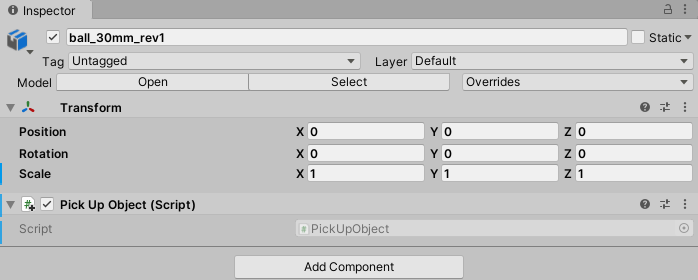 Inspector
ball_30mm_rev1 Static
Tag Untagged Layer Default
Model Open Select Overrides
Transform
Position X 0 Y 0 Z 0
Rotation X 0 Y 0 Z 0
Scale X 1 Y 1 Z 1
# Pick Up Object (Script)
Script # PickUpObject
Add Component